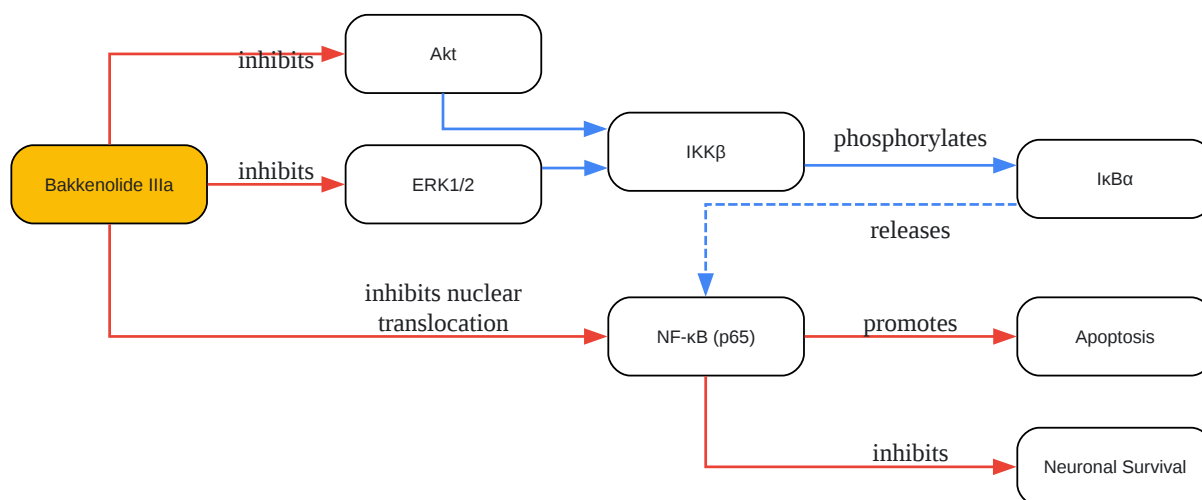 Akt
inhibits
IKKβ
phosphorylates
Bakkenolide IIIa
inhibits
ERK1/2
IκBα
releases
inhibits nuclear
translocation
NF-κB (p65)
promotes
Apoptosis
inhibits
Neuronal Survival